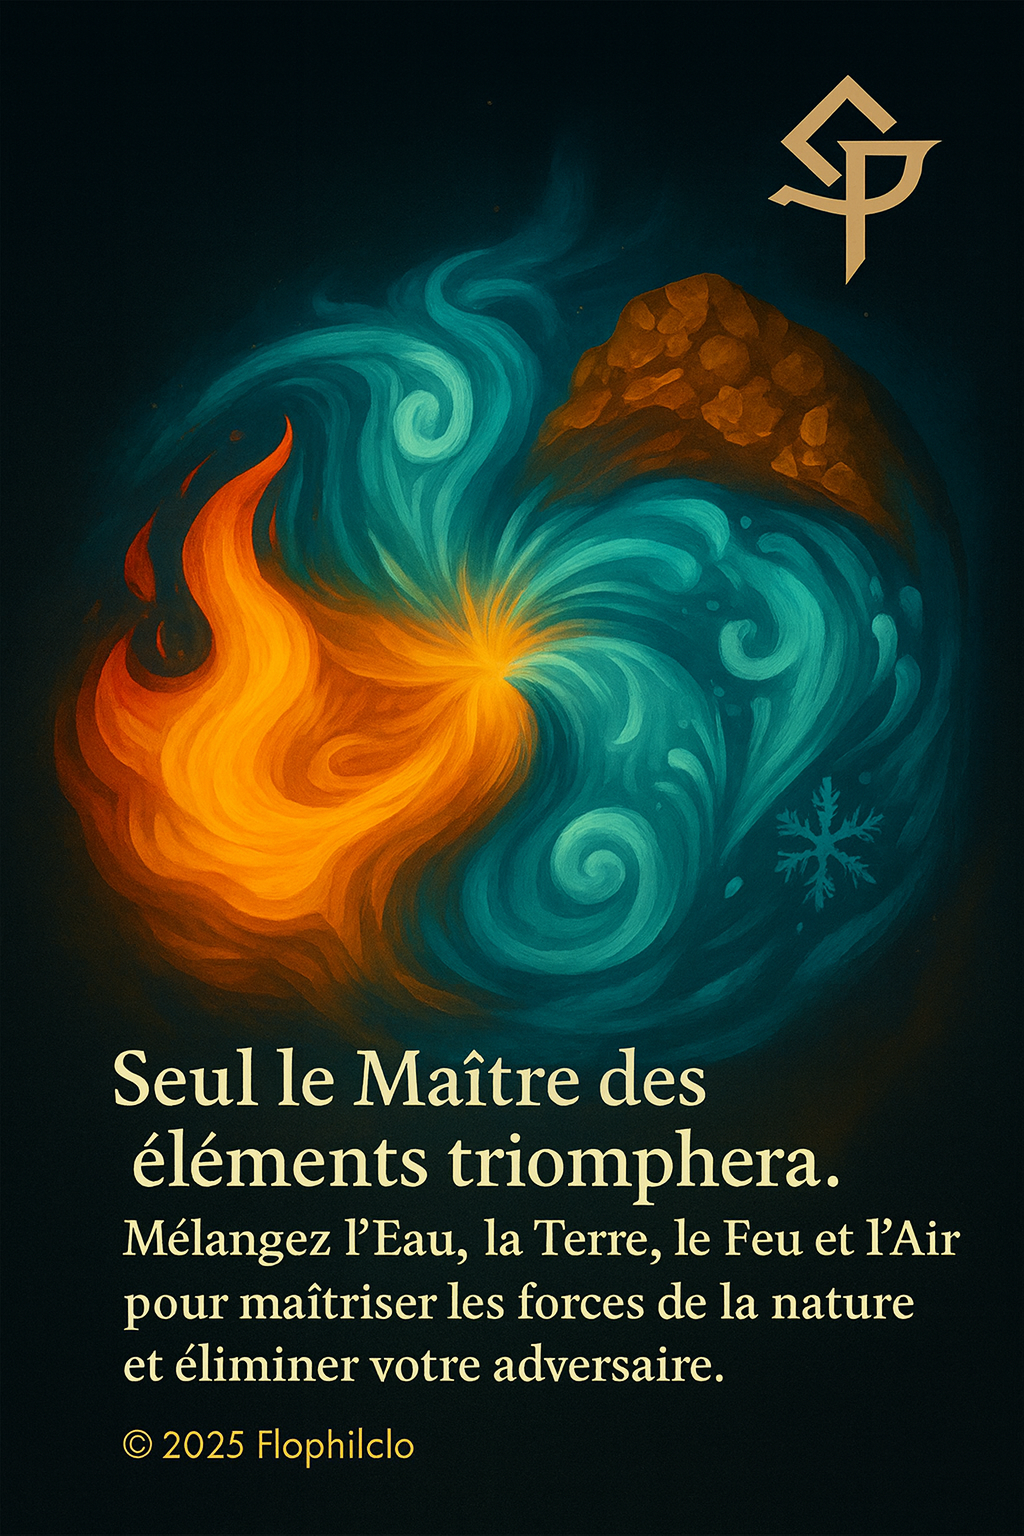 Seul le Maître des
éléments triomphera.
Mélangez l’Eau, la Terre, le Feu et l’Air
pour maîtriser les forces de la nature
et éliminer votre adversaire.
© 2025 Flophilclo